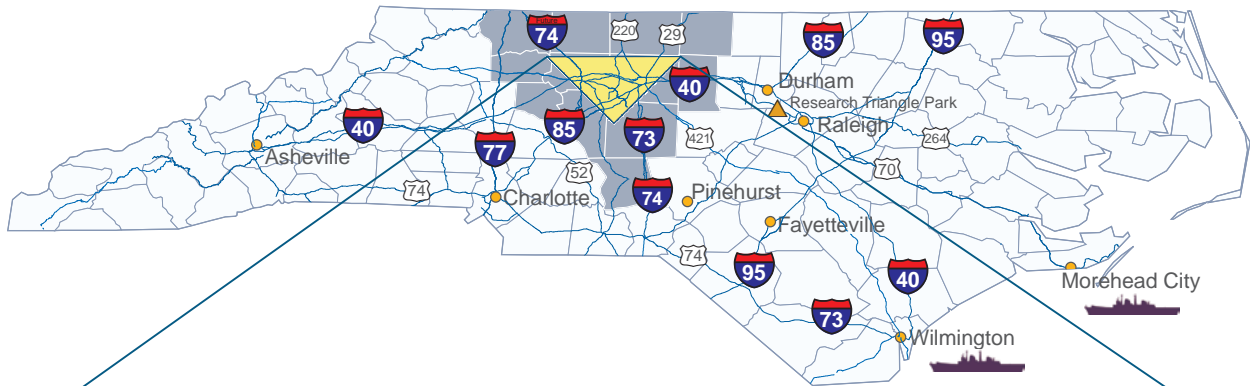 Future
74
220
29
85
95
40
Durham
Research Triangle Park
Raleigh
40
85
73
421
264
77
Asheville
52
70
74
Charlotte
74
Pinehurst
Fayetteville
74
95
40
Morehead City
73
Wilmington